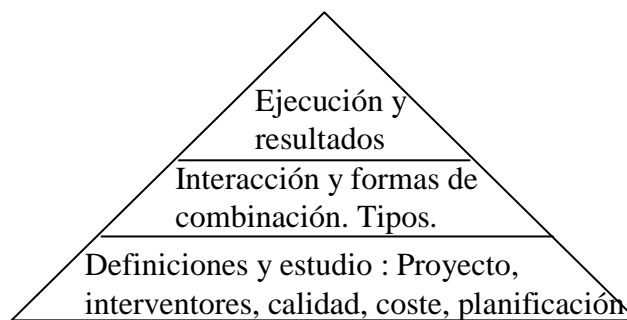 Ejecución y
resultados
Interacción y formas de
combinación. Tipos.
Definiciones y estudio : Proyecto,
interventores, calidad, coste, planificación